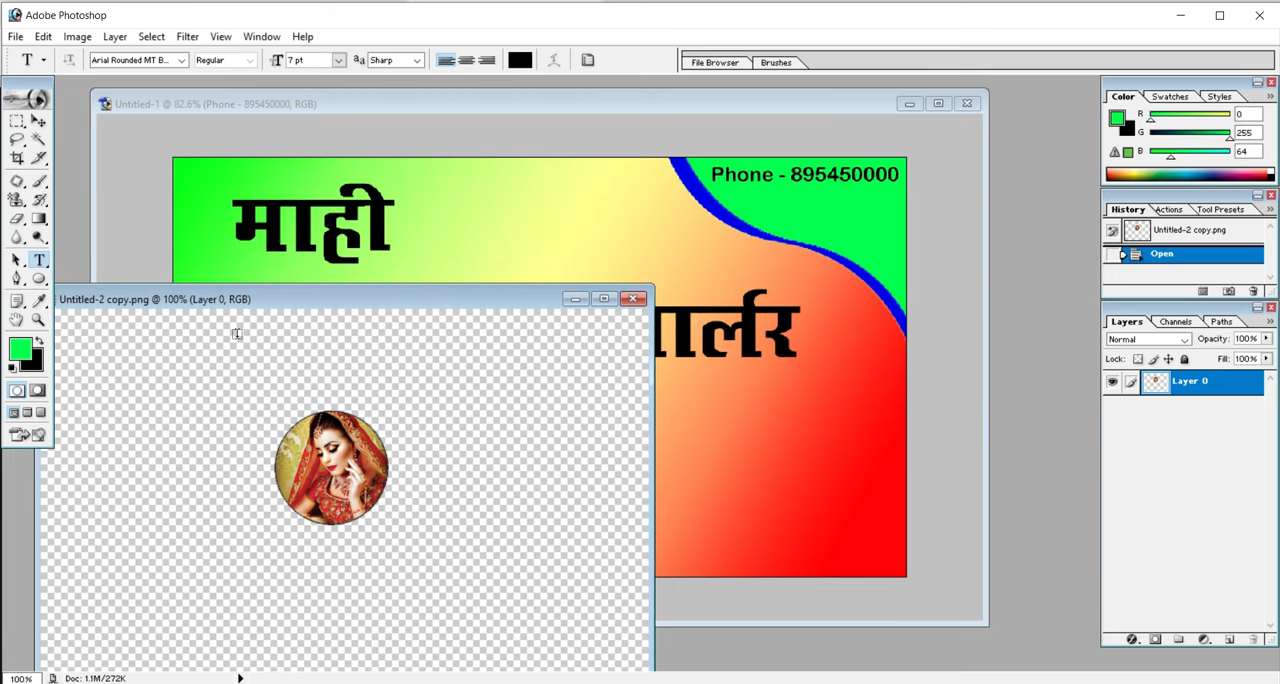 Adobe Photoshop
File Edit Image Layer Select Filter View Window Help
T Arial Rounded MT B... Regular T 7 pt aa Sharp File Browser Brushes
Untitled-1 @ 82.6% (Phone - 895450000, RGB)
Phone - 895450000
माही
Untitled-2 copy.png @ 100% (Layer 0, RGB)
ार्लर
Color Swatches Styles
R 0
G 255
B 64
History Actions Tool Presets
Untitled-2 copy.png
Open
Layers Channels Paths
Normal Opacity: 100%
Lock: Fill: 100%
Layer 0
100% Doc: 1.1M/272K